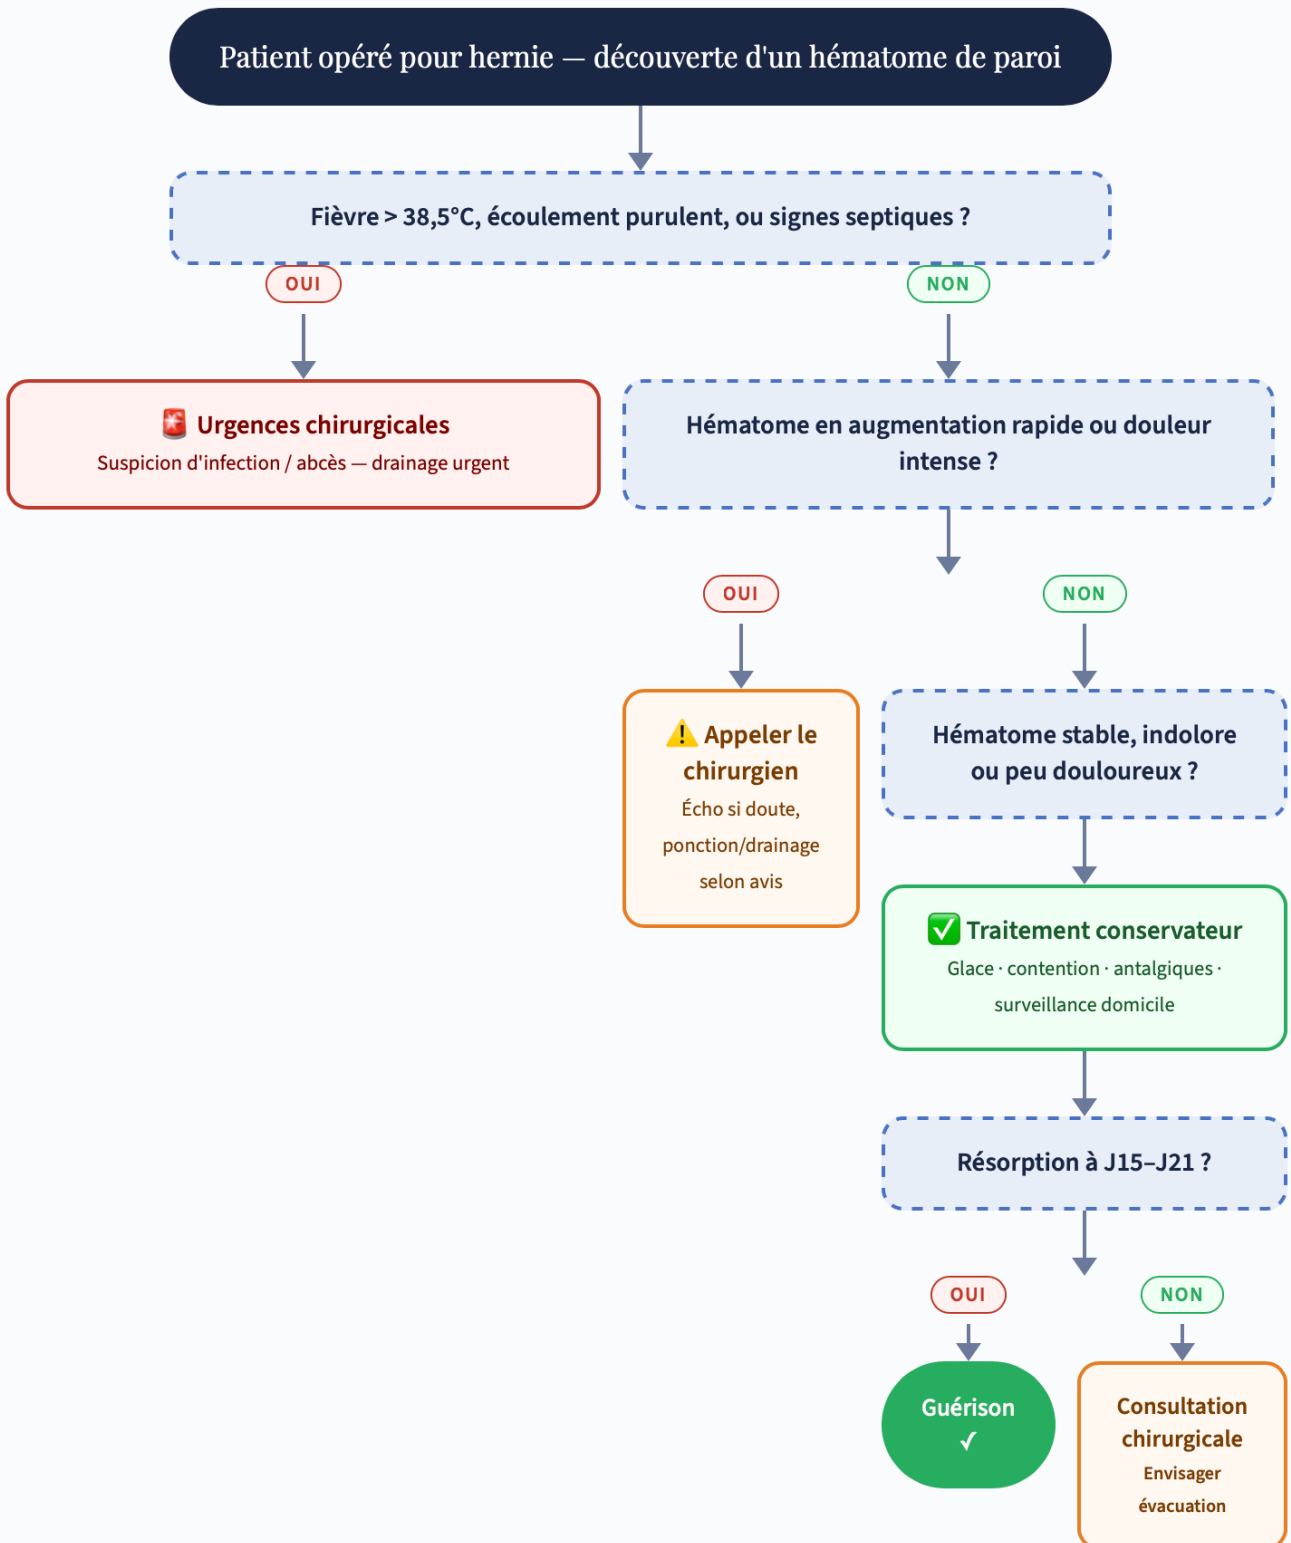 Patient opéré pour hernie — découverte d'un hématome de paroi
Fièvre > 38,5°C, écoulement purulent, ou signes septiques ?
OUI
NON
🚨 Urgences chirurgicales
Suspicion d'infection / abcès — drainage urgent
Hématome en augmentation rapide ou douleur
intense ?
OUI
NON
⚠️ Appeler le
chirurgien
Écho si doute,
ponction/drainage
selon avis
Hématome stable, indolore
ou peu douloureux ?
✅ Traitement conservateur
Glace · contention · antalgiques ·
surveillance domicile
Résorption à J15–J21 ?
OUI
NON
Guérison
✓
Consultation
chirurgicale
Envisager
évacuation